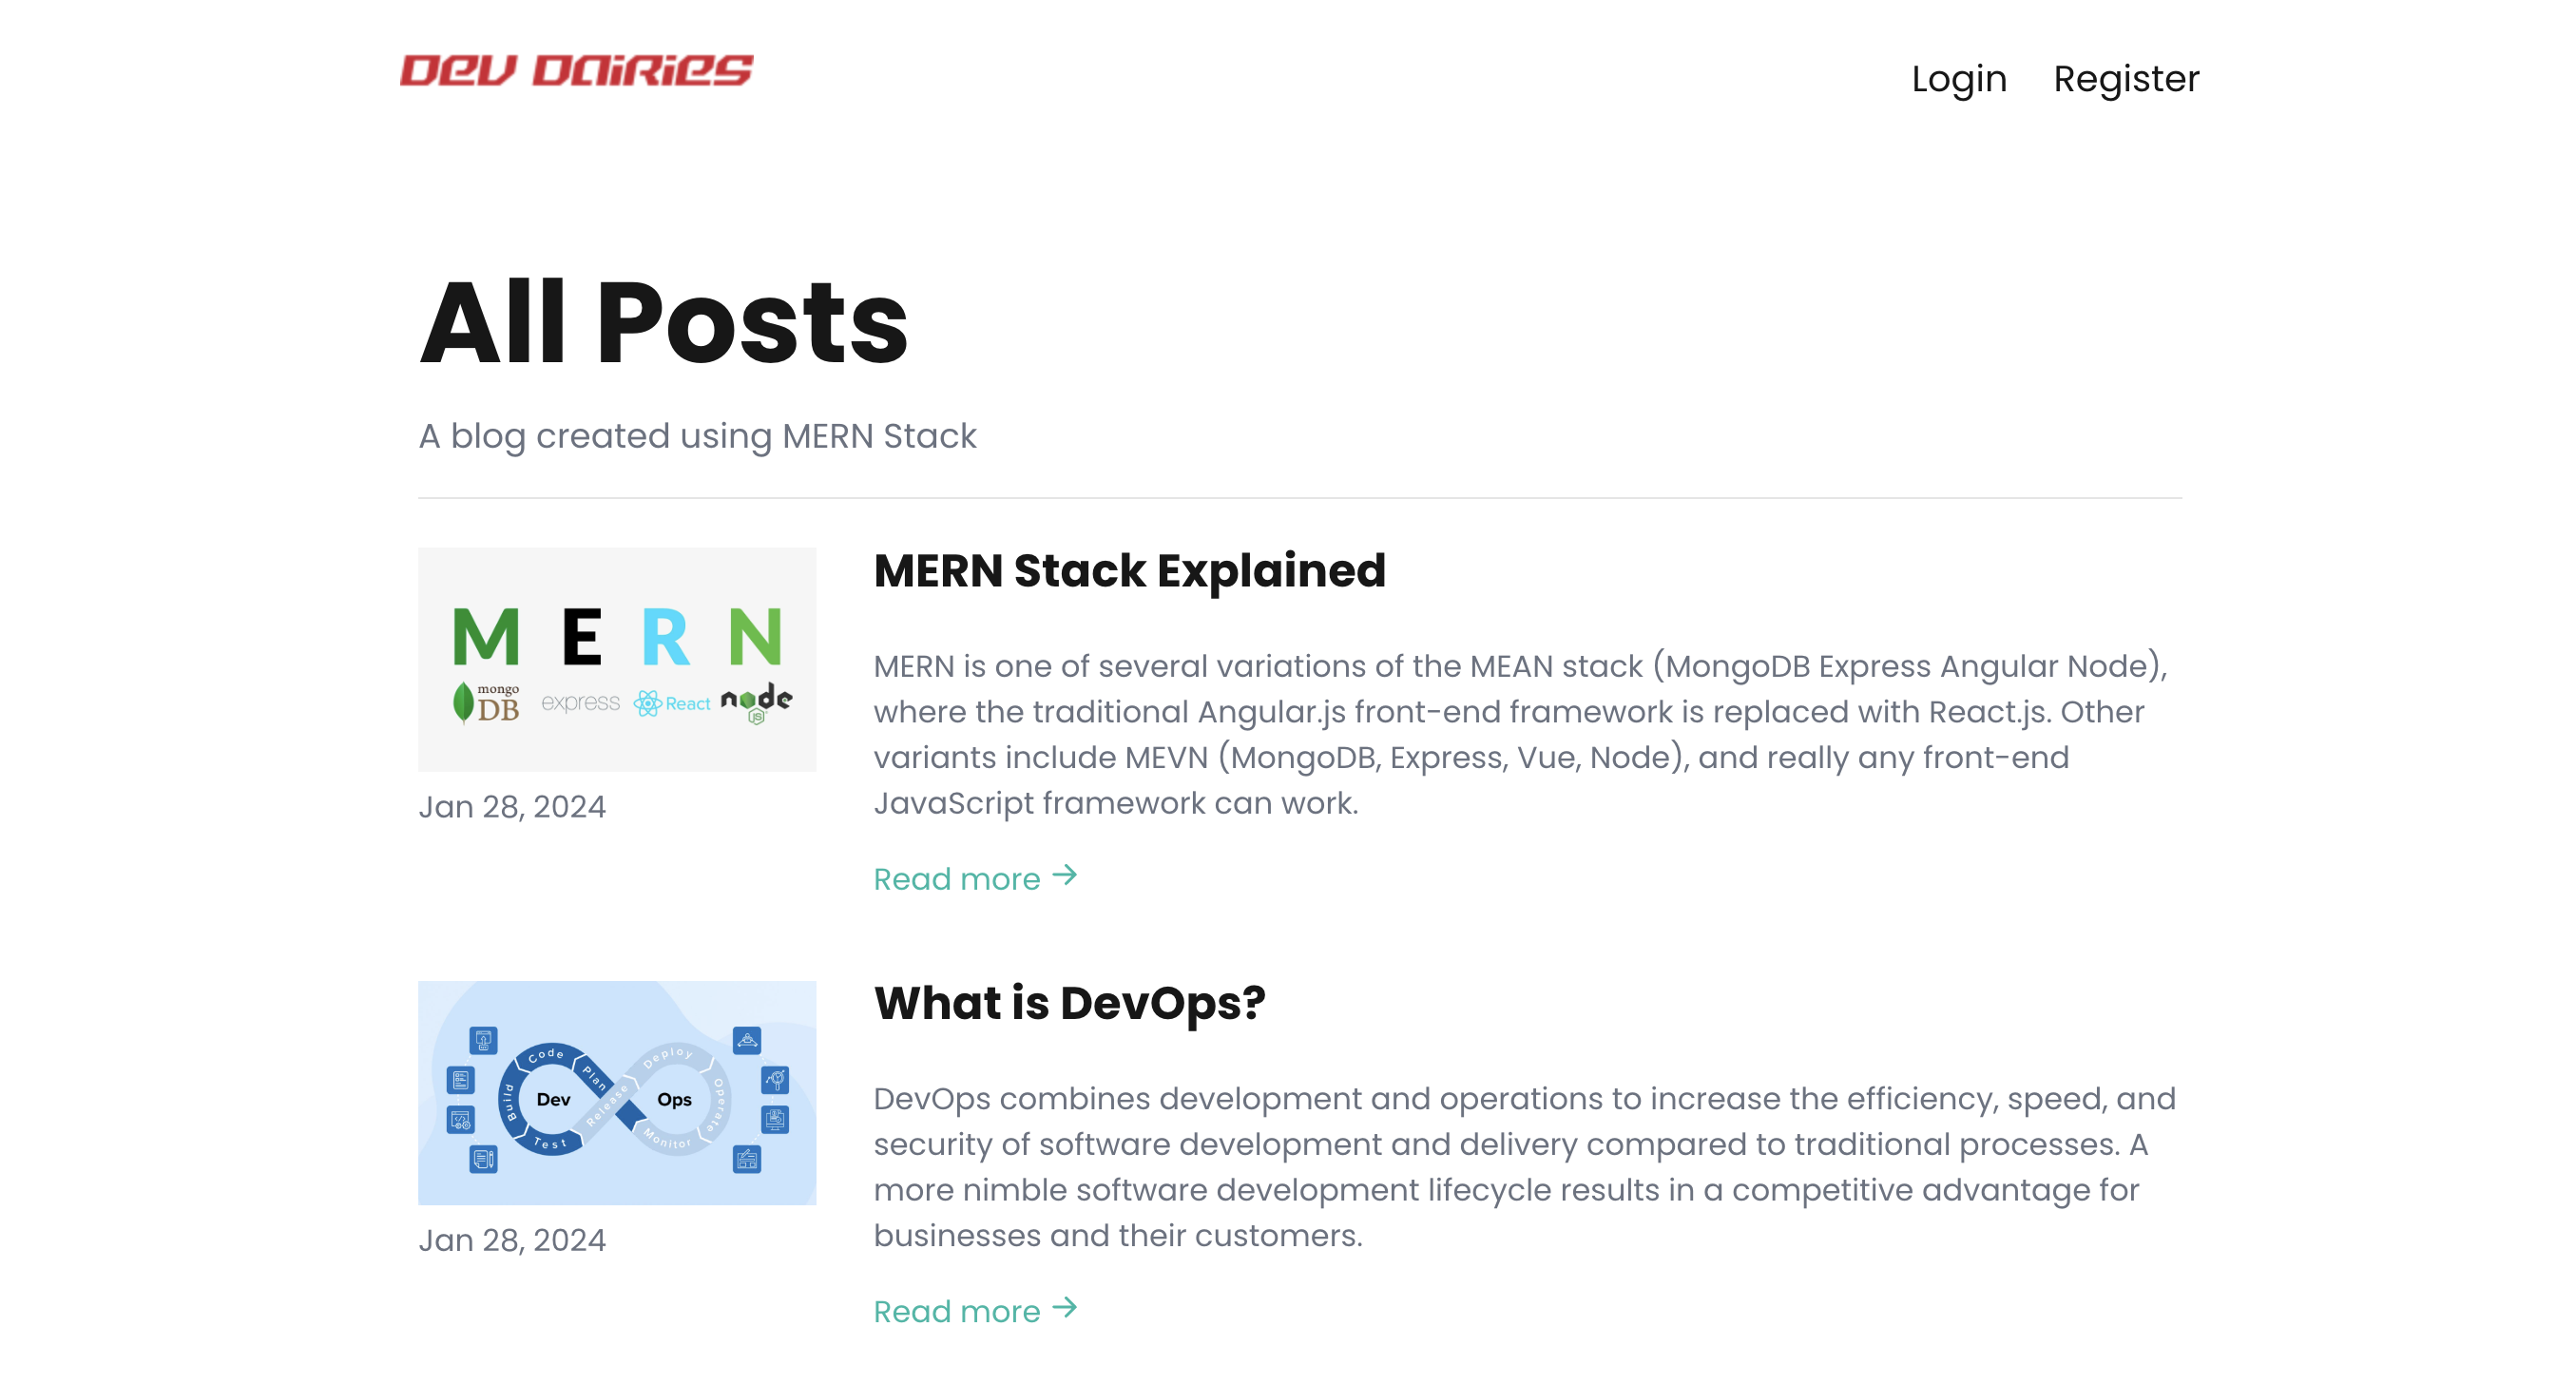 DEV DAIRIES
Login Register
All Posts
A blog created using MERN Stack
M E R N
mongo DB express React node JS
Jan 28, 2024
MERN Stack Explained
MERN is one of several variations of the MEAN stack (MongoDB Express Angular Node),
where the traditional Angular.js front-end framework is replaced with React.js. Other
variants include MEVN (MongoDB, Express, Vue, Node), and really any front-end
JavaScript framework can work.
Read more →
Code
Plan
Build
Test
Dev
Release
Deploy
Operate
Monitor
Ops
Jan 28, 2024
What is DevOps?
DevOps combines development and operations to increase the efficiency, speed, and
security of software development and delivery compared to traditional processes. A
more nimble software development lifecycle results in a competitive advantage for
businesses and their customers.
Read more →